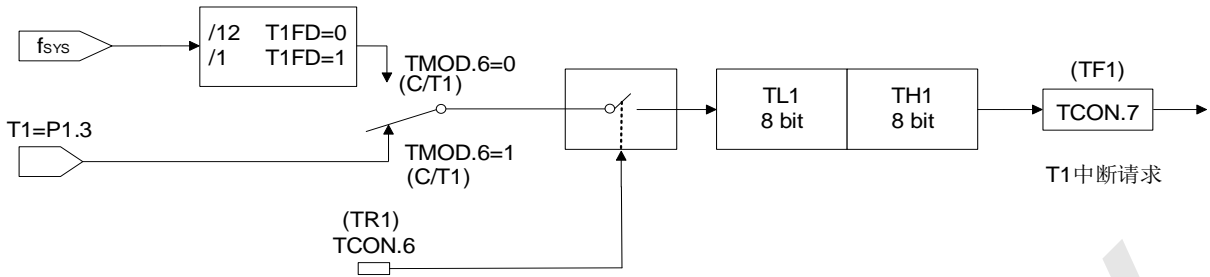 fSYS
/12 T1FD=0
/1 T1FD=1
TMOD.6=0
(C/T1)
T1=P1.3
TMOD.6=1
(C/T1)
(TR1)
TCON.6
TL1
8 bit
TH1
8 bit
(TF1)
TCON.7
T1中断请求